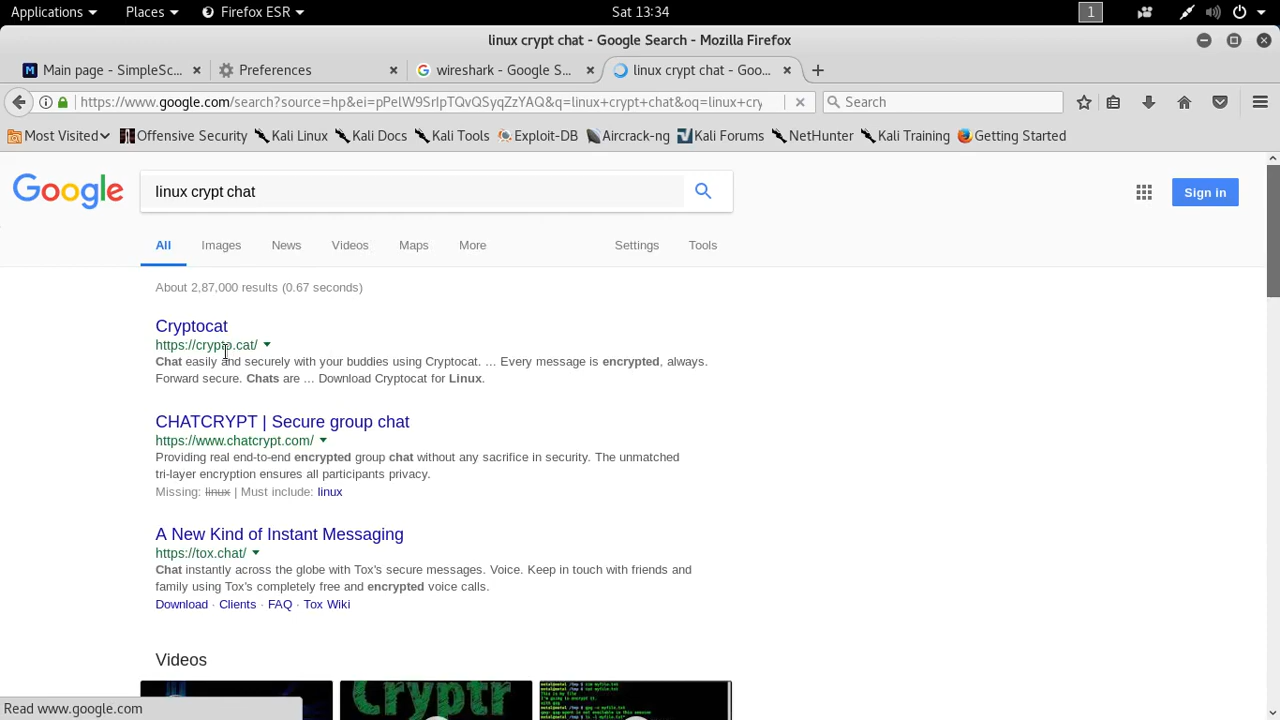 Applications Places Firefox ESR Sat 13:34 1
linux crypt chat - Google Search - Mozilla Firefox
Main page - SimpleSc... Preferences wireshark - Google S... linux crypt chat - Goo...
https://www.google.com/search?source=hp&ei=pPelW9SrIpTQvQSyqZzYAQ&q=linux+crypt+chat&oq=linux+cry Search
Most Visited Offensive Security Kali Linux Kali Docs Kali Tools Exploit-DB Aircrack-ng Kali Forums NetHunter Kali Training Getting Started
Google linux crypt chat Sign in
All Images News Videos Maps More Settings Tools
About 2,87,000 results (0.67 seconds)
Cryptocat
https://crypto.cat/
Chat easily and securely with your buddies using Cryptocat. ... Every message is encrypted, always.
Forward secure. Chats are ... Download Cryptocat for Linux.
CHATCRYPT | Secure group chat
https://www.chatcrypt.com/
Providing real end-to-end encrypted group chat without any sacrifice in security. The unmatched
tri-layer encryption ensures all participants privacy.
Missing: linux | Must include: linux
A New Kind of Instant Messaging
https://tox.chat/
Chat instantly across the globe with Tox's secure messages. Voice. Keep in touch with friends and
family using Tox's completely free and encrypted voice calls.
Download · Clients · FAQ · Tox Wiki
Videos
Cryptr
Read www.google.com